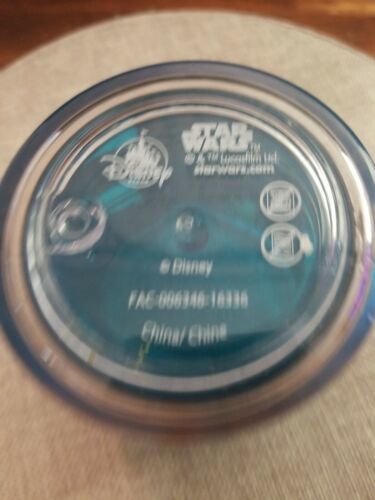 Disney
STAR
WARS
© & ™ Lucasfilm Ltd.
starwars.com
© Disney
FAC-006346-16336
China/ Chine